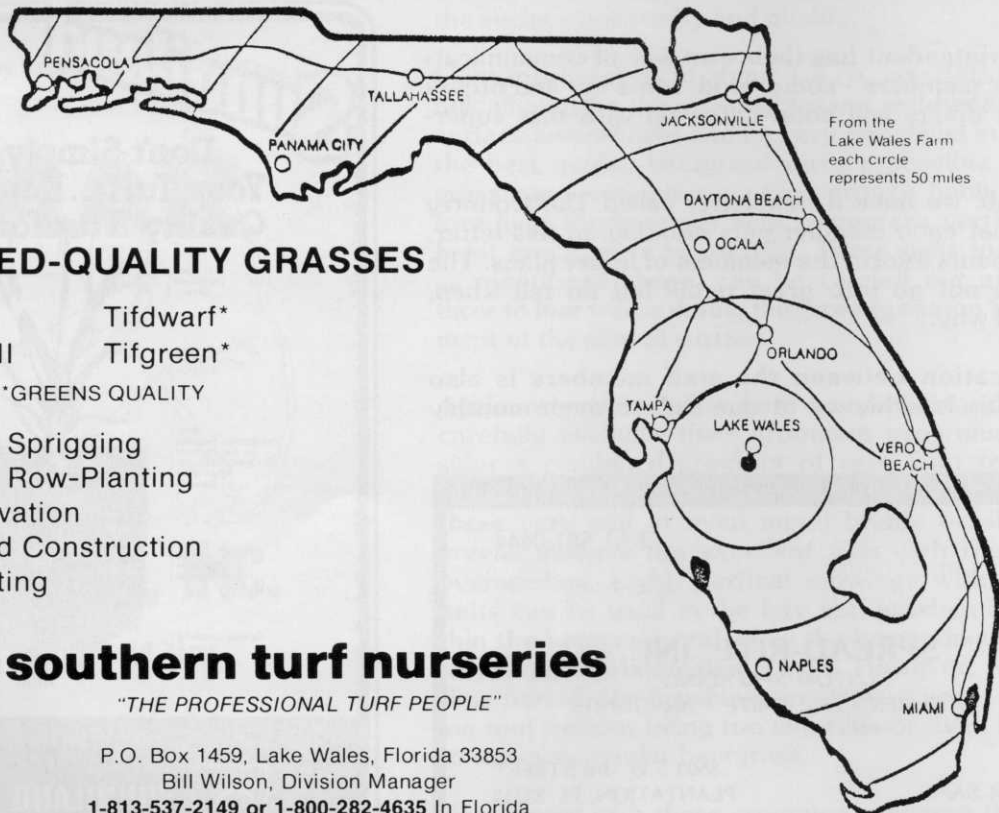 PENSACOLA
TALLAHASSEE
PANAMA CITY
JACKSONVILLE
From the
Lake Wales Farm
each circle
represents 50 miles
DAYTONA BEACH
OCALA
ORLANDO
TAMPA
LAKE WALES
VERO
BEACH
NAPLES
MIAMI
ED-QUALITY GRASSES
Tifdwarf*
ll Tifgreen*
*GREENS QUALITY
Sprigging
Row-Planting
vation
d Construction
ting
southern turf nurseries
"THE PROFESSIONAL TURF PEOPLE"
P.O. Box 1459, Lake Wales, Florida 33853
Bill Wilson, Division Manager
1-813-537-2149 or 1-800-282-4635 In Florida